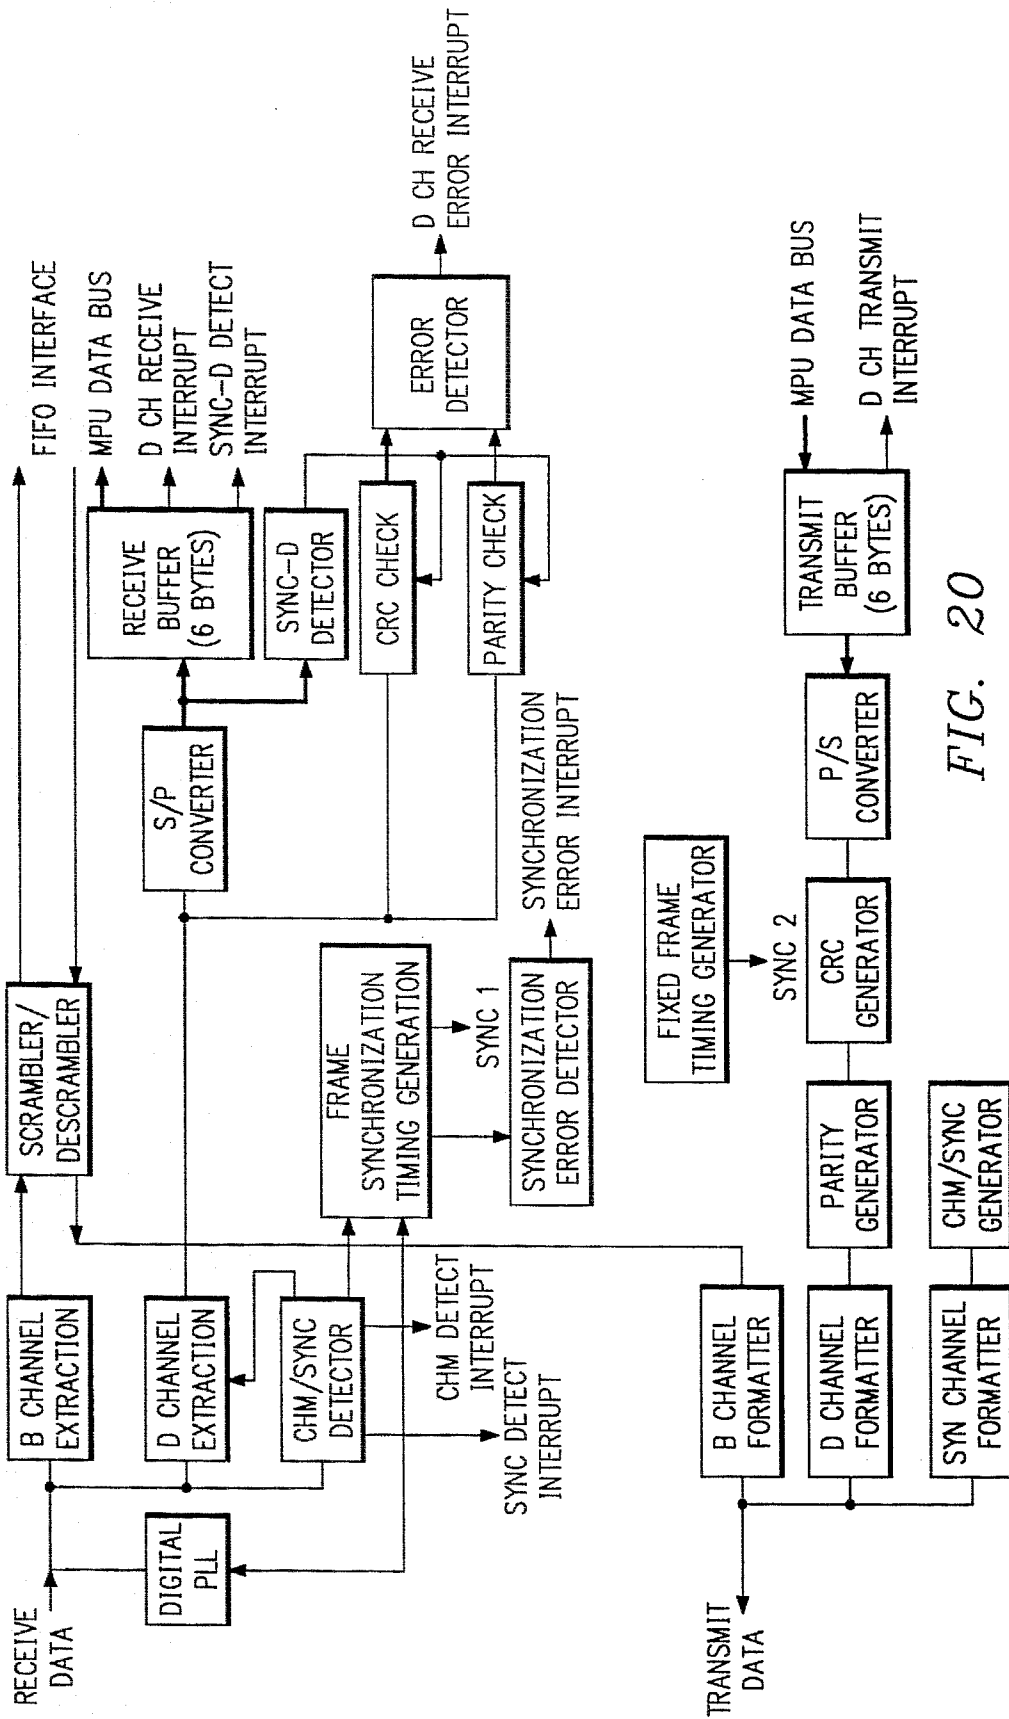 RECEIVE
DATA
DIGITAL
PLL
B CHANNEL
EXTRACTION
D CHANNEL
EXTRACTION
CHM/SYNC
DETECTOR
CHM DETECT
INTERRUPT
SYNC DETECT
INTERRUPT
SCRAMBLER/
DESCRAMBLER
FIFO INTERFACE
S/P
CONVERTER
RECEIVE
BUFFER
(6 BYTES)
MPU DATA BUS
D CH RECEIVE
INTERRUPT
SYNC-D DETECT
INTERRUPT
SYNC-D
DETECTOR
CRC CHECK
PARITY CHECK
ERROR
DETECTOR
D CH RECEIVE
ERROR INTERRUPT
FRAME
SYNCHRONIZATION
TIMING GENERATION
SYNC 1
SYNCHRONIZATION
ERROR DETECTOR
SYNCHRONIZATION
ERROR INTERRUPT
FIXED FRAME
TIMING GENERATOR
SYNC 2
TRANSMIT
DATA
B CHANNEL
FORMATTER
D CHANNEL
FORMATTER
SYN CHANNEL
FORMATTER
PARITY
GENERATOR
CHM/SYNC
GENERATOR
CRC
GENERATOR
P/S
CONVERTER
TRANSMIT
BUFFER
(6 BYTES)
MPU DATA BUS
D CH TRANSMIT
INTERRUPT
FIG. 20